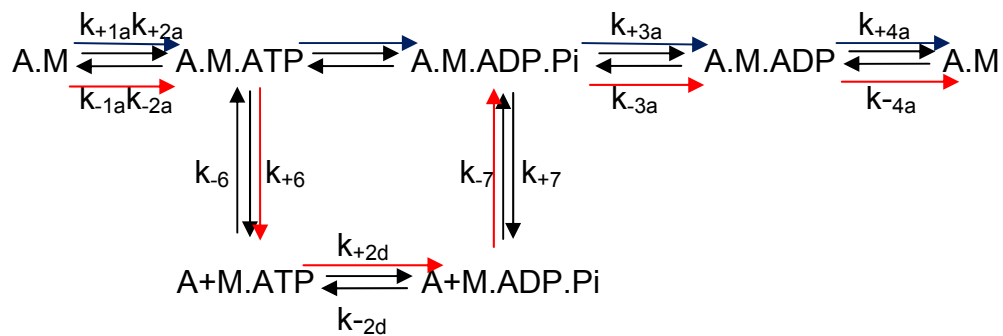 k+1ak+2a k+3a k+4a
A.M A.M.ATP A.M.ADP.Pi A.M.ADP A.M
k-1ak-2a k-3a k-4a
k-6 k+6 k-7 k+7
k+2d
A+M.ATP A+M.ADP.Pi
k-2d